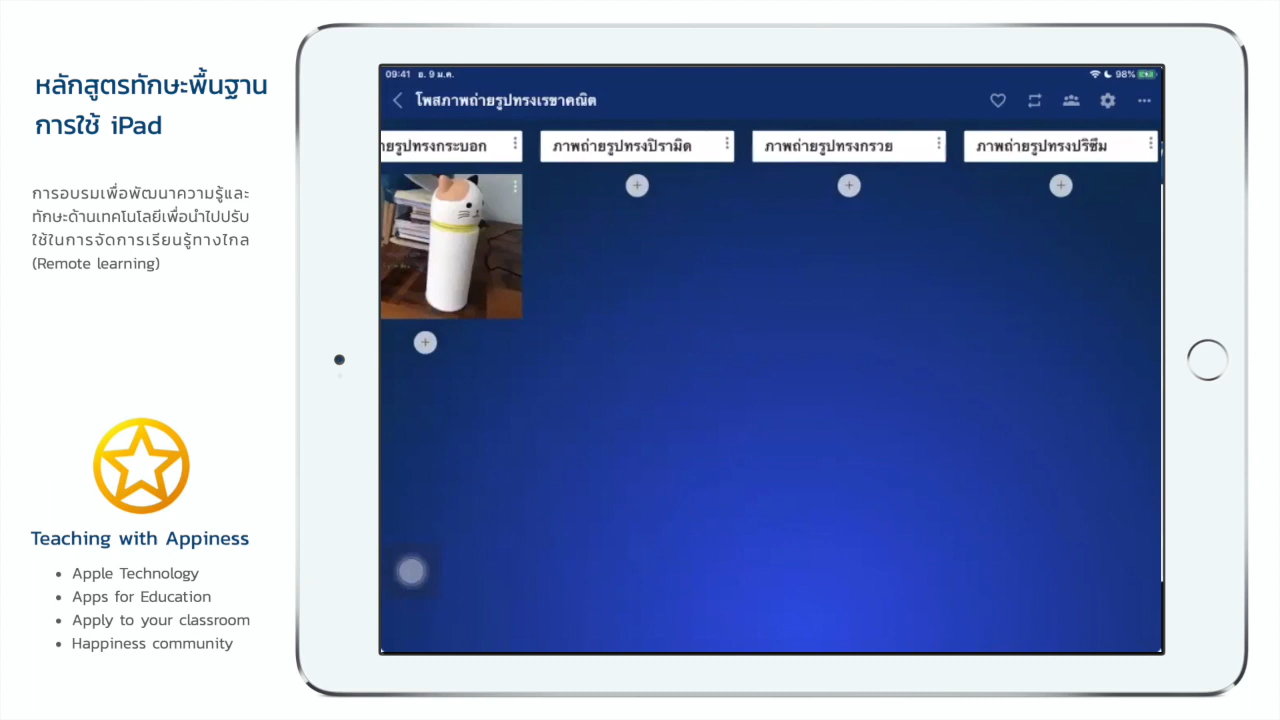 หลักสูตรทักษะพื้นฐาน
การใช้ iPad
การอบรมเพื่อพัฒนาความรู้และ
ทักษะด้านเทคโนโลยีเพื่อนำไปปรับ
ใช้ในการจัดการเรียนรู้ทางไกล
(Remote learning)
Teaching with Appiness
• Apple Technology
• Apps for Education
• Apply to your classroom
• Happiness community
09:41 อ. 9 ม.ค. 98%
โพสภาพถ่ายรูปทรงเรขาคณิต
ายรูปทรงกระบอก
ภาพถ่ายรูปทรงปิรามิด
ภาพถ่ายรูปทรงกรวย
ภาพถ่ายรูปทรงปริซึม